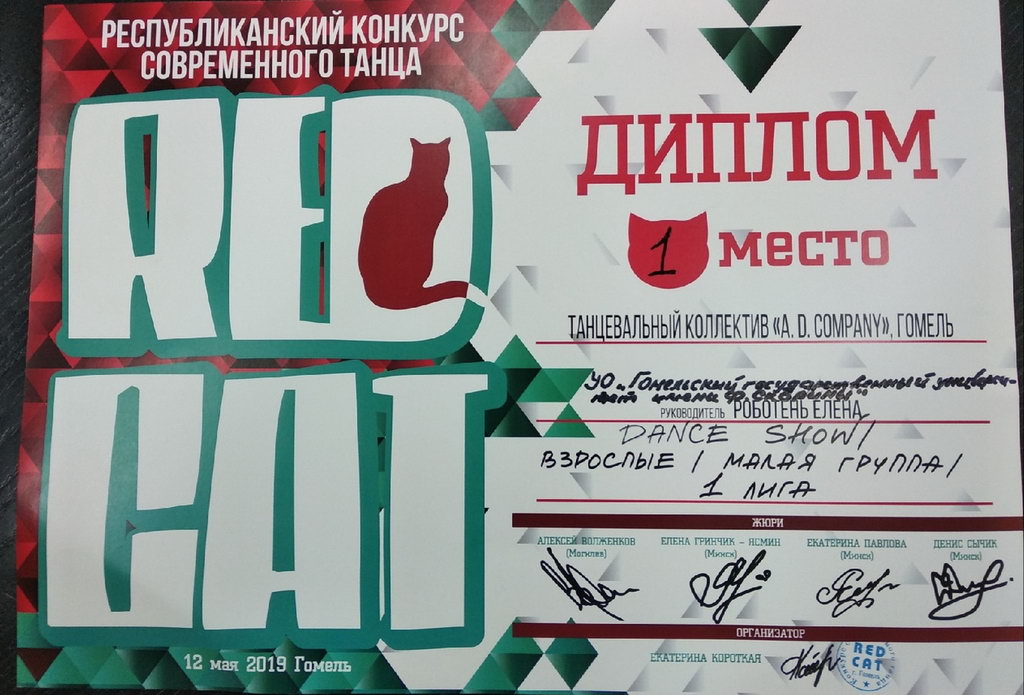 РЕСПУБЛИКАНСКИЙ КОНКУРС
СОВРЕМЕННОГО ТАНЦА
RED
CAT
12 мая 2019 Гомель
ДИПЛОМ
1 место
ТАНЦЕВАЛЬНЫЙ КОЛЛЕКТИВ «A. D. COMPANY», ГОМЕЛЬ
УО „Гомельский государственный универси-
тет имени Ф. Скорины"
РУКОВОДИТЕЛЬ РОБОТЕНЬ ЕЛЕНА
DANCE SHOW/
ВЗРОСЛЫЕ / МАЛАЯ ГРУППА/
1 ЛИГА
ЖЮРИ
АЛЕКСЕЙ ВОЛЖЕНКОВ ЕЛЕНА ГРИНЧИК - ЯСМИН ЕКАТЕРИНА ПАВЛОВА ДЕНИС СЫЧИК
(Могилев) (Минск) (Минск) (Минск)
ОРГАНИЗАТОР
ЕКАТЕРИНА КОРОТКАЯ
RED
CAT
г. Гомель